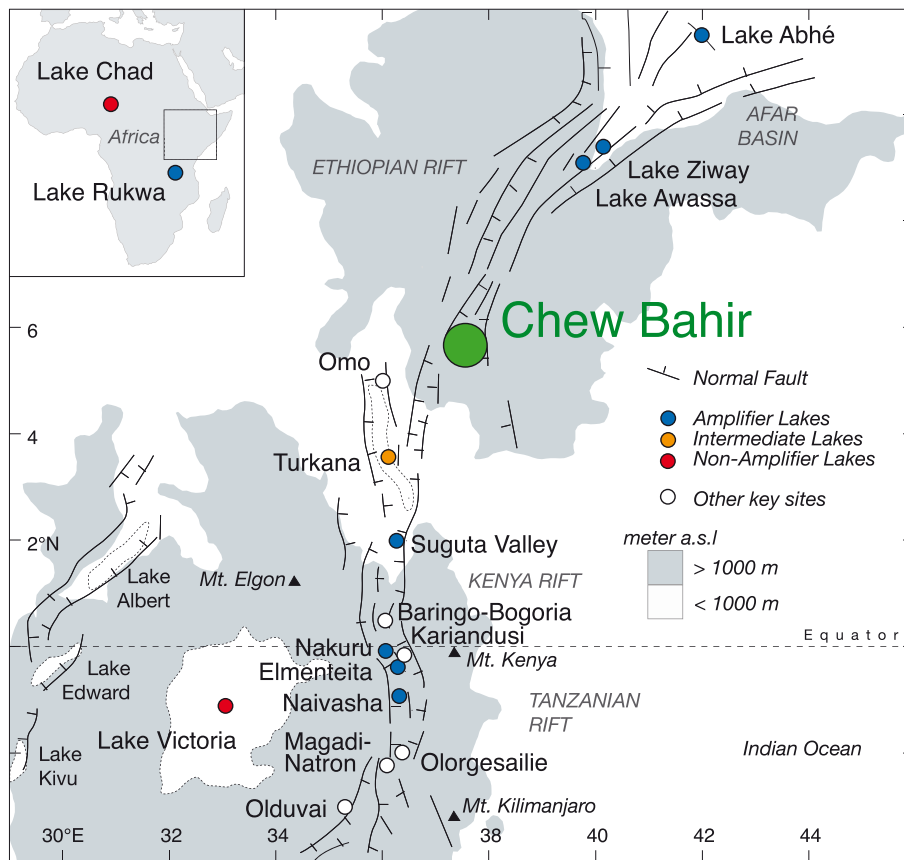 Lake Chad
Africa
Lake Rukwa
Lake Abhé
AFAR
BASIN
ETHIOPIAN RIFT
Lake Ziway
Lake Awassa
Chew Bahir
6
Omo
Normal Fault
Amplifier Lakes
Intermediate Lakes
Non-Amplifier Lakes
Other key sites
meter a.s.l
> 1000 m
< 1000 m
4
Turkana
2°N
Suguta Valley
Lake
Albert
Mt. Elgon
KENYA RIFT
Baringo-Bogoria
Kariandusi
Equator
Nakuru
Elmenteita
Mt. Kenya
Lake
Edward
Naivasha
TANZANIAN
RIFT
Lake Victoria
Magadi-
Natron
Olorgesailie
Indian Ocean
Lake
Kivu
Olduvai
Mt. Kilimanjaro
30°E
32
34
38
40
42
44